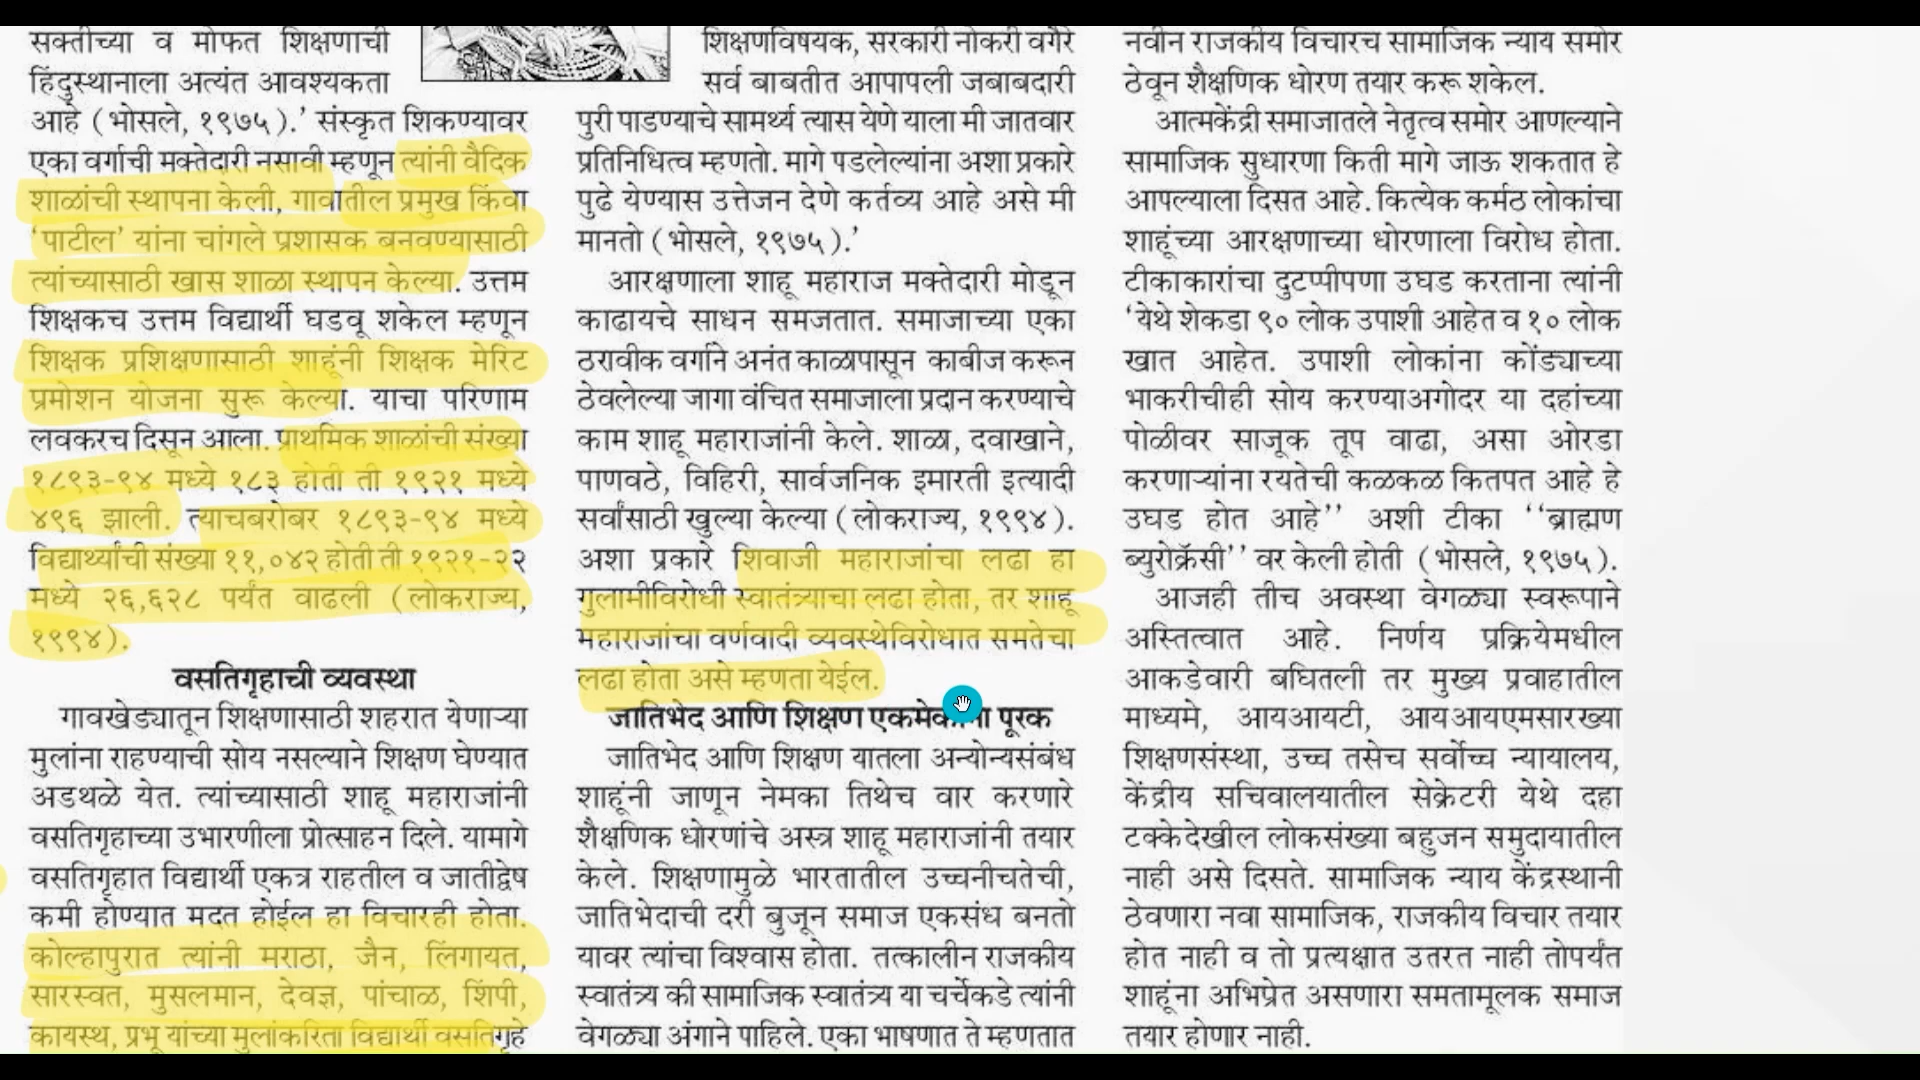 सक्तीच्या व मोफत शिक्षणाची
हिंदुस्थानाला अत्यंत आवश्यकता
आहे (भोसले, १९७५).’ संस्कृत शिकण्यावर
एका वर्गाची मक्तेदारी नसावी म्हणून त्यांनी वैदिक
शाळांची स्थापना केली, गावातील प्रमुख किंवा
‘पाटील’ यांना चांगले प्रशासक बनवण्यासाठी
त्यांच्यासाठी खास शाळा स्थापन केल्या. उत्तम
शिक्षकच उत्तम विद्यार्थी घडवू शकेल म्हणून
शिक्षक प्रशिक्षणासाठी शाहूंनी शिक्षक मेरिट
प्रमोशन योजना सुरू केल्या. याचा परिणाम
लवकरच दिसून आला. प्राथमिक शाळांची संख्या
१८९३-९४ मध्ये १८३ होती ती १९२१ मध्ये
४९६ झाली. त्याचबरोबर १८९३-९४ मध्ये
विद्यार्थ्यांची संख्या ११,०४२ होती ती १९२१-२२
मध्ये २६,६२८ पर्यंत वाढली (लोकराज्य,
१९९४).
वसतिगृहाची व्यवस्था
गावखेड्यातून शिक्षणासाठी शहरात येणाऱ्या
मुलांना राहण्याची सोय नसल्याने शिक्षण घेण्यात
अडथळे येत. त्यांच्यासाठी शाहू महाराजांनी
वसतिगृहाच्या उभारणीला प्रोत्साहन दिले. यामागे
वसतिगृहात विद्यार्थी एकत्र राहतील व जातीद्वेष
कमी होण्यात मदत होईल हा विचारही होता.
कोल्हापुरात त्यांनी मराठा, जैन, लिंगायत,
सारस्वत, मुसलमान, देवज्ञ, पांचाळ, शिंपी,
कायस्थ, प्रभू यांच्या मुलांकरिता विद्यार्थी वसतिगृहे
शिक्षणविषयक, सरकारी नोकरी वगैरे
सर्व बाबतीत आपापली जबाबदारी
पुरी पाडण्याचे सामर्थ्य त्यास येणे याला मी जातवार
प्रतिनिधित्व म्हणतो. मागे पडलेल्यांना अशा प्रकारे
पुढे येण्यास उत्तेजन देणे कर्तव्य आहे असे मी
मानतो (भोसले, १९७५).’
आरक्षणाला शाहू महाराज मक्तेदारी मोडून
काढायचे साधन समजतात. समाजाच्या एका
ठरावीक वर्गाने अनंत काळापासून काबीज करून
ठेवलेल्या जागा वंचित समाजाला प्रदान करण्याचे
काम शाहू महाराजांनी केले. शाळा, दवाखाने,
पाणवठे, विहिरी, सार्वजनिक इमारती इत्यादी
सर्वांसाठी खुल्या केल्या (लोकराज्य, १९९४).
अशा प्रकारे शिवाजी महाराजांचा लढा हा
गुलामीविरोधी स्वातंत्र्याचा लढा होता, तर शाहू
महाराजांचा वर्णवादी व्यवस्थेविरोधात समतेचा
लढा होता असे म्हणता येईल.
जातिभेद आणि शिक्षण एकमेकांना पूरक
जातिभेद आणि शिक्षण यातला अन्योन्यसंबंध
शाहूंनी जाणून नेमका तिथेच वार करणारे
शैक्षणिक धोरणांचे अस्त्र शाहू महाराजांनी तयार
केले. शिक्षणामुळे भारतातील उच्चनीचतेची,
जातिभेदाची दरी बुजून समाज एकसंध बनतो
यावर त्यांचा विश्वास होता. तत्कालीन राजकीय
स्वातंत्र्य की सामाजिक स्वातंत्र्य या चर्चेकडे त्यांनी
वेगळ्या अंगाने पाहिले. एका भाषणात ते म्हणतात
नवीन राजकीय विचारच सामाजिक न्याय समोर
ठेवून शैक्षणिक धोरण तयार करू शकेल.
आत्मकेंद्री समाजातले नेतृत्व समोर आणल्याने
सामाजिक सुधारणा किती मागे जाऊ शकतात हे
आपल्याला दिसत आहे. कित्येक कर्मठ लोकांचा
शाहूंच्या आरक्षणाच्या धोरणाला विरोध होता.
टीकाकारांचा दुटप्पीपणा उघड करताना त्यांनी
‘येथे शेकडा ९० लोक उपाशी आहेत व १० लोक
खात आहेत. उपाशी लोकांना कोंड्याच्या
भाकरीचीही सोय करण्याअगोदर या दहांच्या
पोळीवर साजूक तूप वाढा, असा ओरडा
करणाऱ्यांना रयतेची कळकळ कितपत आहे हे
उघड होत आहे’’ अशी टीका ‘‘ब्राह्मण
ब्युरोक्रॅसी’’ वर केली होती (भोसले, १९७५).
आजही तीच अवस्था वेगळ्या स्वरूपाने
अस्तित्वात आहे. निर्णय प्रक्रियेमधील
आकडेवारी बघितली तर मुख्य प्रवाहातील
माध्यमे, आयआयटी, आयआयएमसारख्या
शिक्षणसंस्था, उच्च तसेच सर्वोच्च न्यायालय,
केंद्रीय सचिवालयातील सेक्रेटरी येथे दहा
टक्केदेखील लोकसंख्या बहुजन समुदायातील
नाही असे दिसते. सामाजिक न्याय केंद्रस्थानी
ठेवणारा नवा सामाजिक, राजकीय विचार तयार
होत नाही व तो प्रत्यक्षात उतरत नाही तोपर्यंत
शाहूंना अभिप्रेत असणारा समतामूलक समाज
तयार होणार नाही.